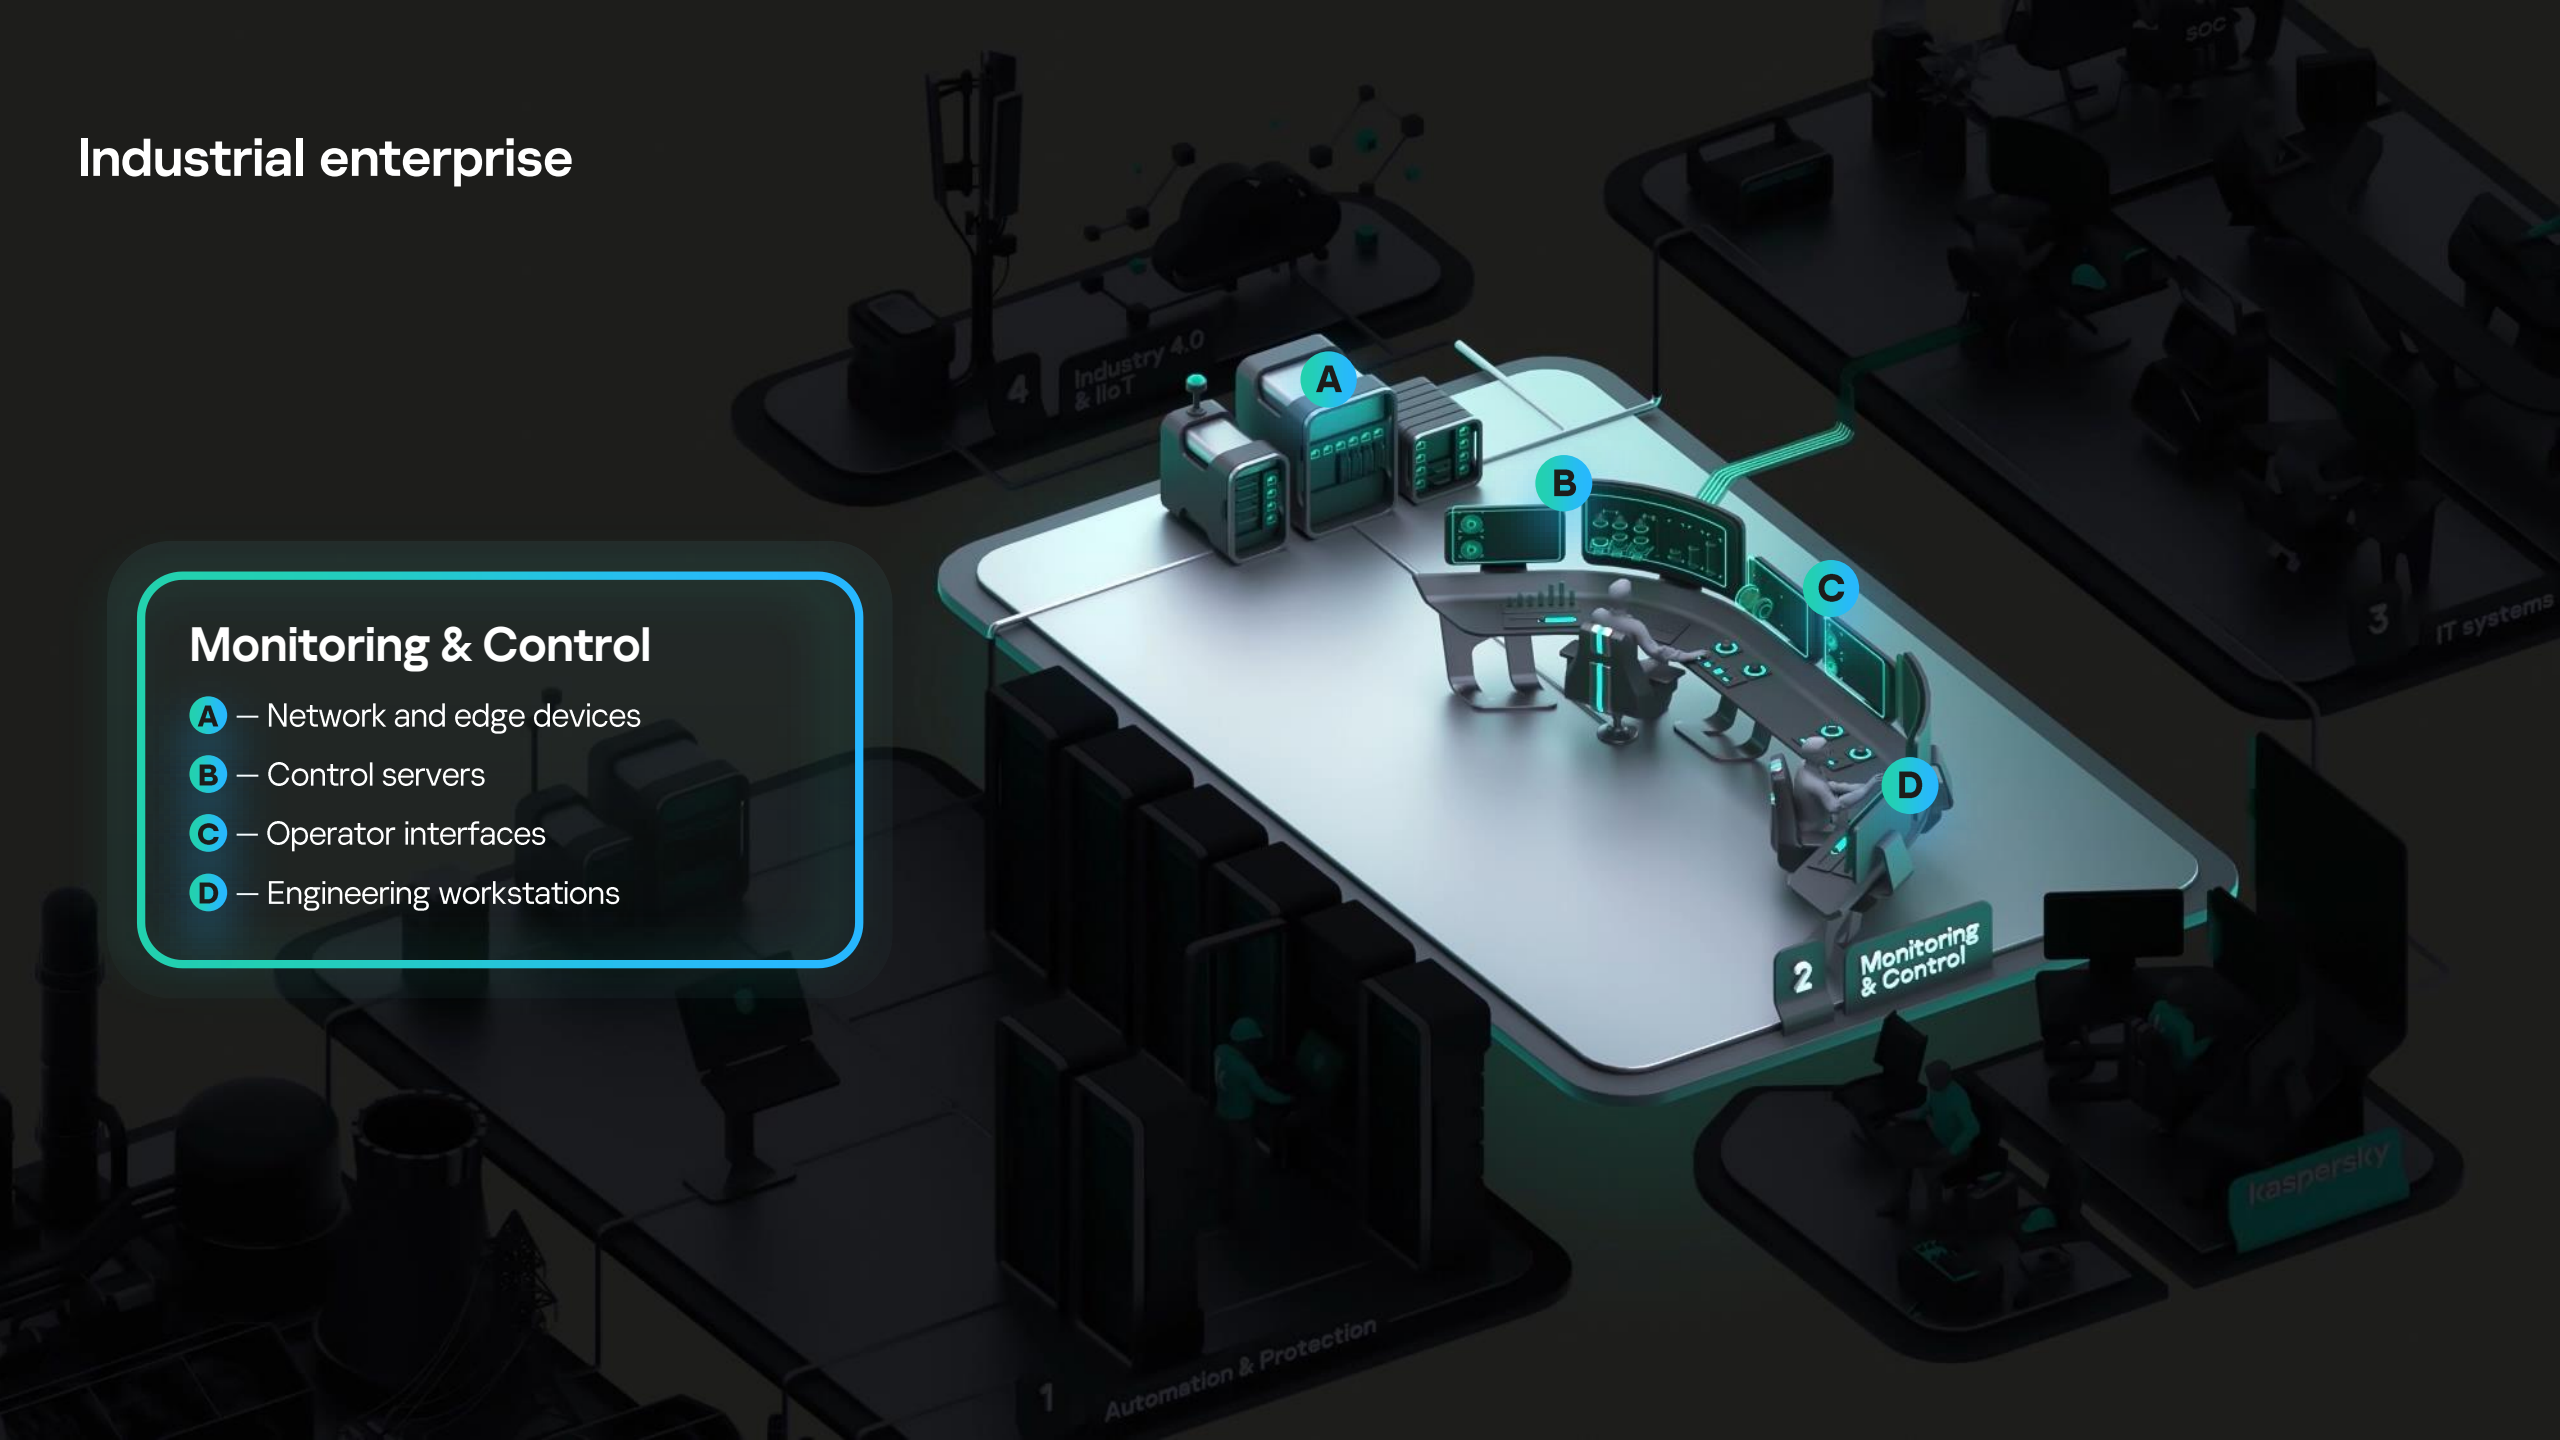 Industrial enterprise
SOC
4
Industry 4.0
& IIoT
A
B
C
D
Monitoring & Control
A — Network and edge devices
B — Control servers
C — Operator interfaces
D — Engineering workstations
3
IT systems
2
Monitoring
& Control
kaspersky
1
Automation & Protection